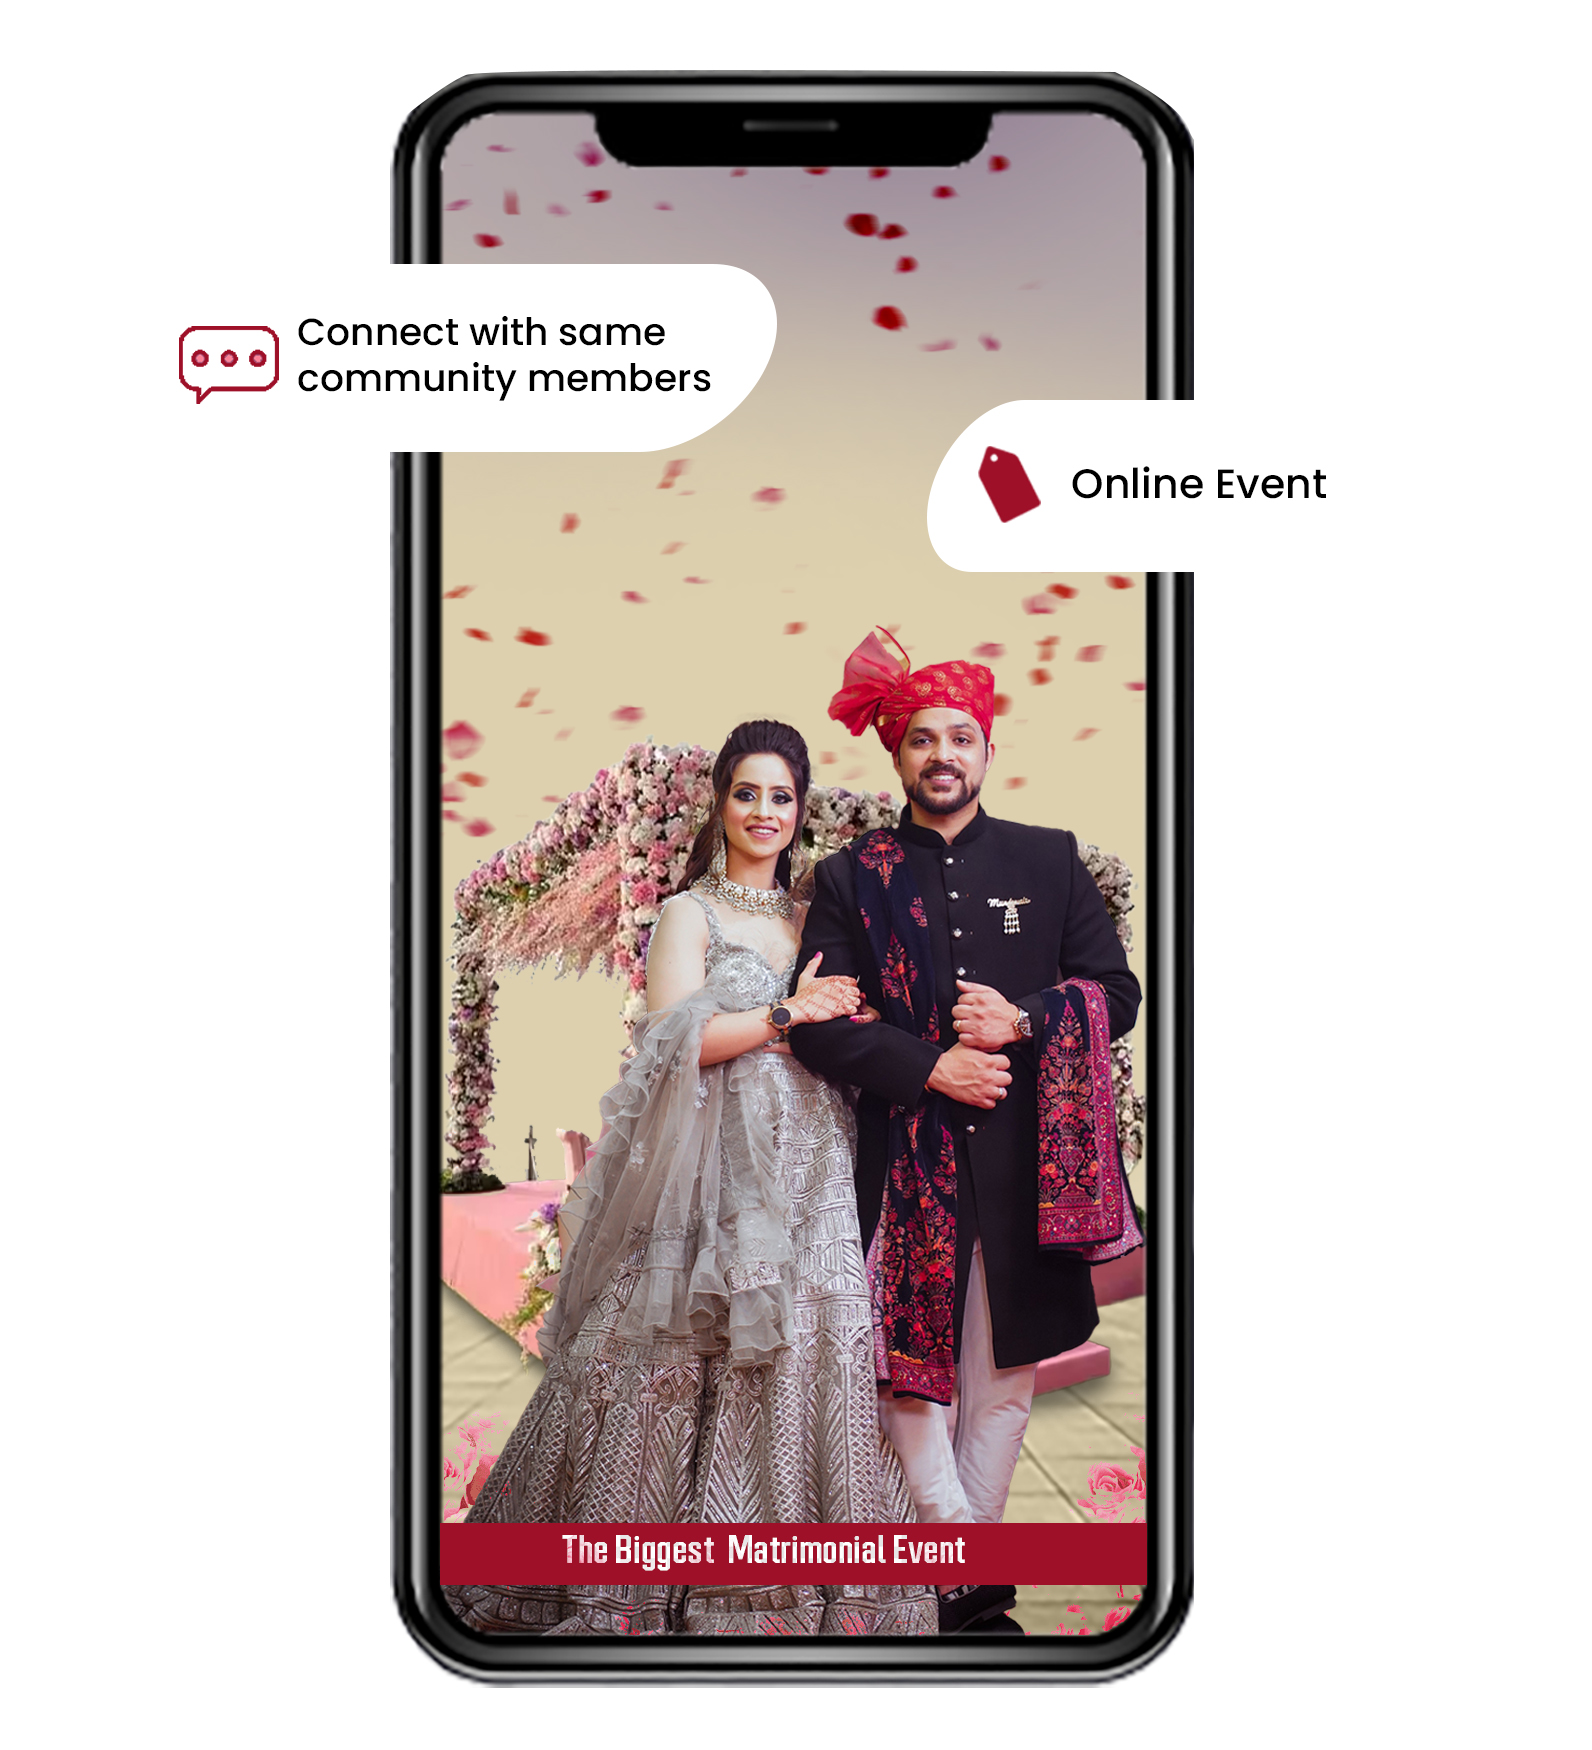 Connect with same
community members
Online Event
The Biggest Matrimonial Event